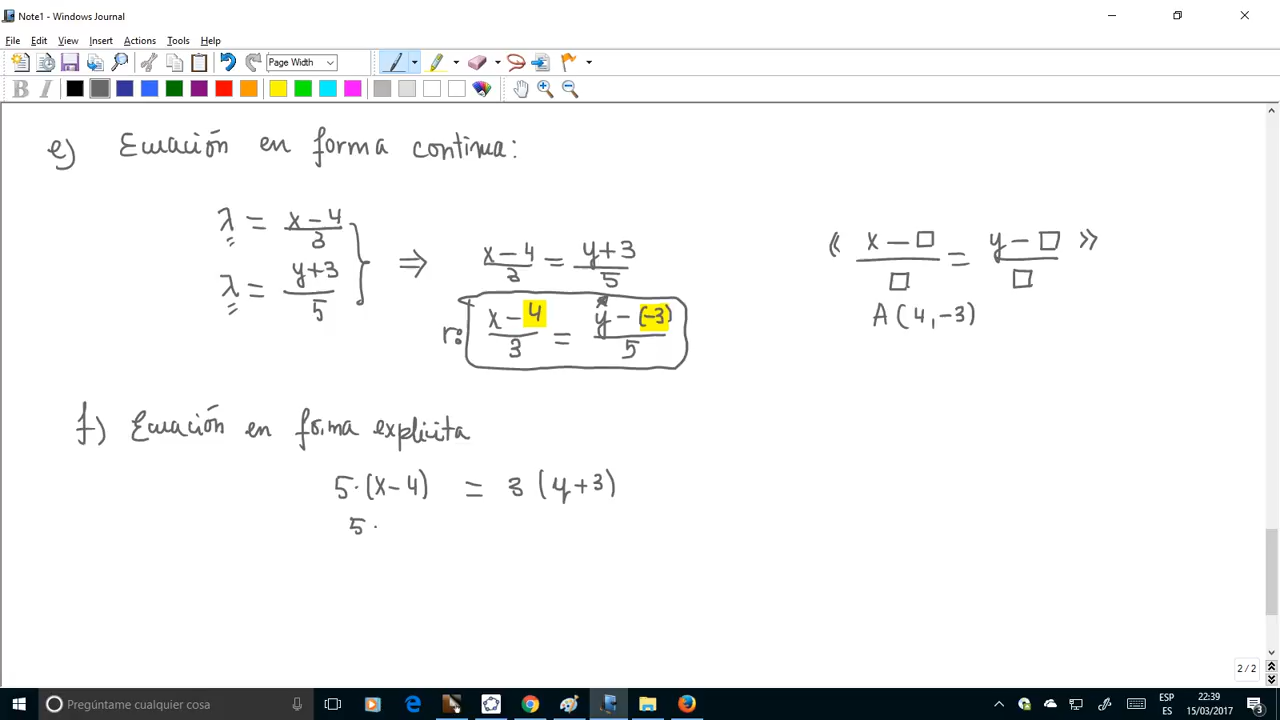 Note1 - Windows Journal
File Edit View Insert Actions Tools Help
Page Width
B I
e) Ecuación en forma continua:
λ = x-4/3
λ = y+3/5
⇒ x-4/3 = y+3/5
r: x-4/3 = y-(-3)/5
« x-□/□ = y-□/□ »
A(4,-3)
f) Ecuación en forma explicita
5·(x-4) = 3(y+3)
5·
2 / 2
Pregúntame cualquier cosa
ESP
ES
22:39
15/03/2017
3